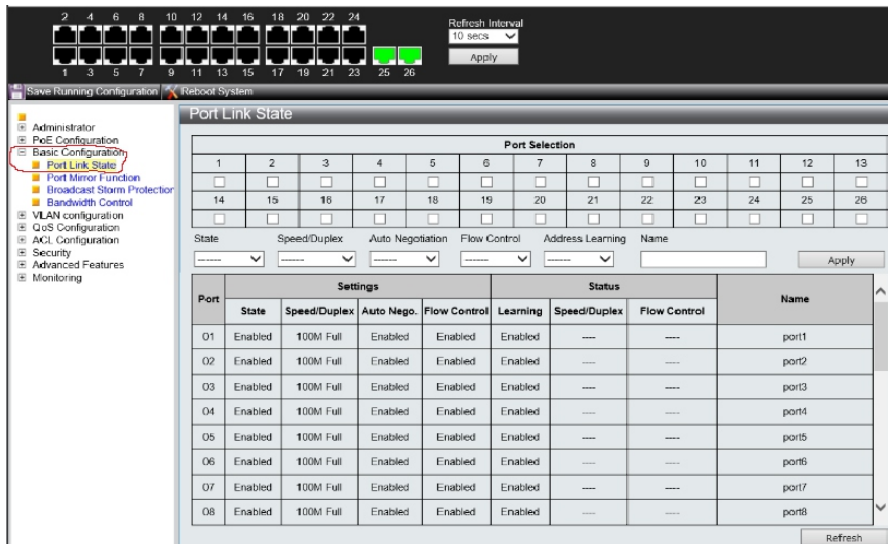 2 4 6 8 10 12 14 16 18 20 22 24
Refresh Interval
10 secs
Apply
1 3 5 7 9 11 13 15 17 19 21 23 25 26
Save Running Configuration Reboot System
Administrator
PoE Configuration
Basic Configuration
Port Link State
Port Mirror Function
Broadcast Storm Protection
Bandwidth Control
VLAN configuration
QoS Configuration
ACL Configuration
Security
Advanced Features
Monitoring
Port Link State
Port Selection
1 2 3 4 5 6 7 8 9 10 11 12 13
14 15 16 17 18 19 20 21 22 23 24 25 26
State Speed/Duplex Auto Negotiation Flow Control Address Learning Name
------- ------- ------- ------- ------- Apply
Port Settings Status Name
State Speed/Duplex Auto Nego. Flow Control Learning Speed/Duplex Flow Control
01 Enabled 100M Full Enabled Enabled Enabled ---- ---- port1
02 Enabled 100M Full Enabled Enabled Enabled ---- ---- port2
03 Enabled 100M Full Enabled Enabled Enabled ---- ---- port3
04 Enabled 100M Full Enabled Enabled Enabled ---- ---- port4
05 Enabled 100M Full Enabled Enabled Enabled ---- ---- port5
06 Enabled 100M Full Enabled Enabled Enabled ---- ---- port6
07 Enabled 100M Full Enabled Enabled Enabled ---- ---- port7
08 Enabled 100M Full Enabled Enabled Enabled ---- ---- port8
Refresh